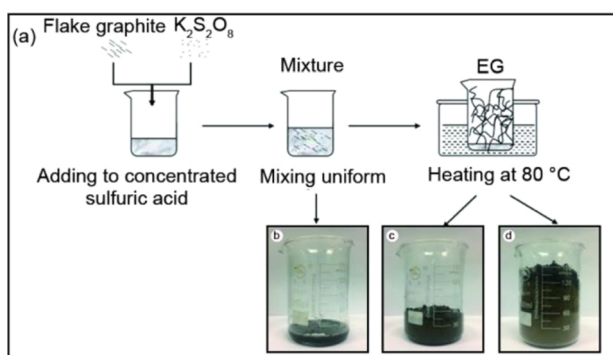 (a)
Flake graphite K₂S₂O₈
Mixture
EG
Adding to concentrated
sulfuric acid
Mixing uniform
Heating at 80 °C
b
c
d